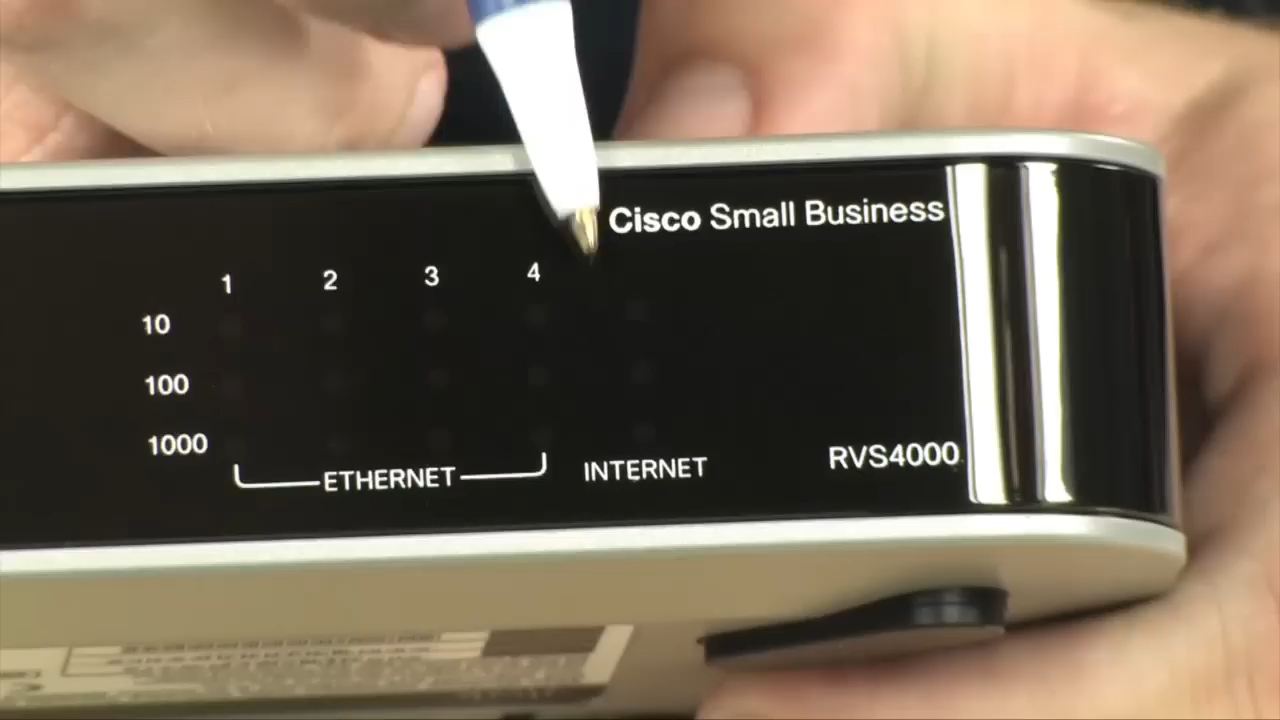 Cisco Small Business
1 2 3 4
10
100
1000
ETHERNET INTERNET RVS4000